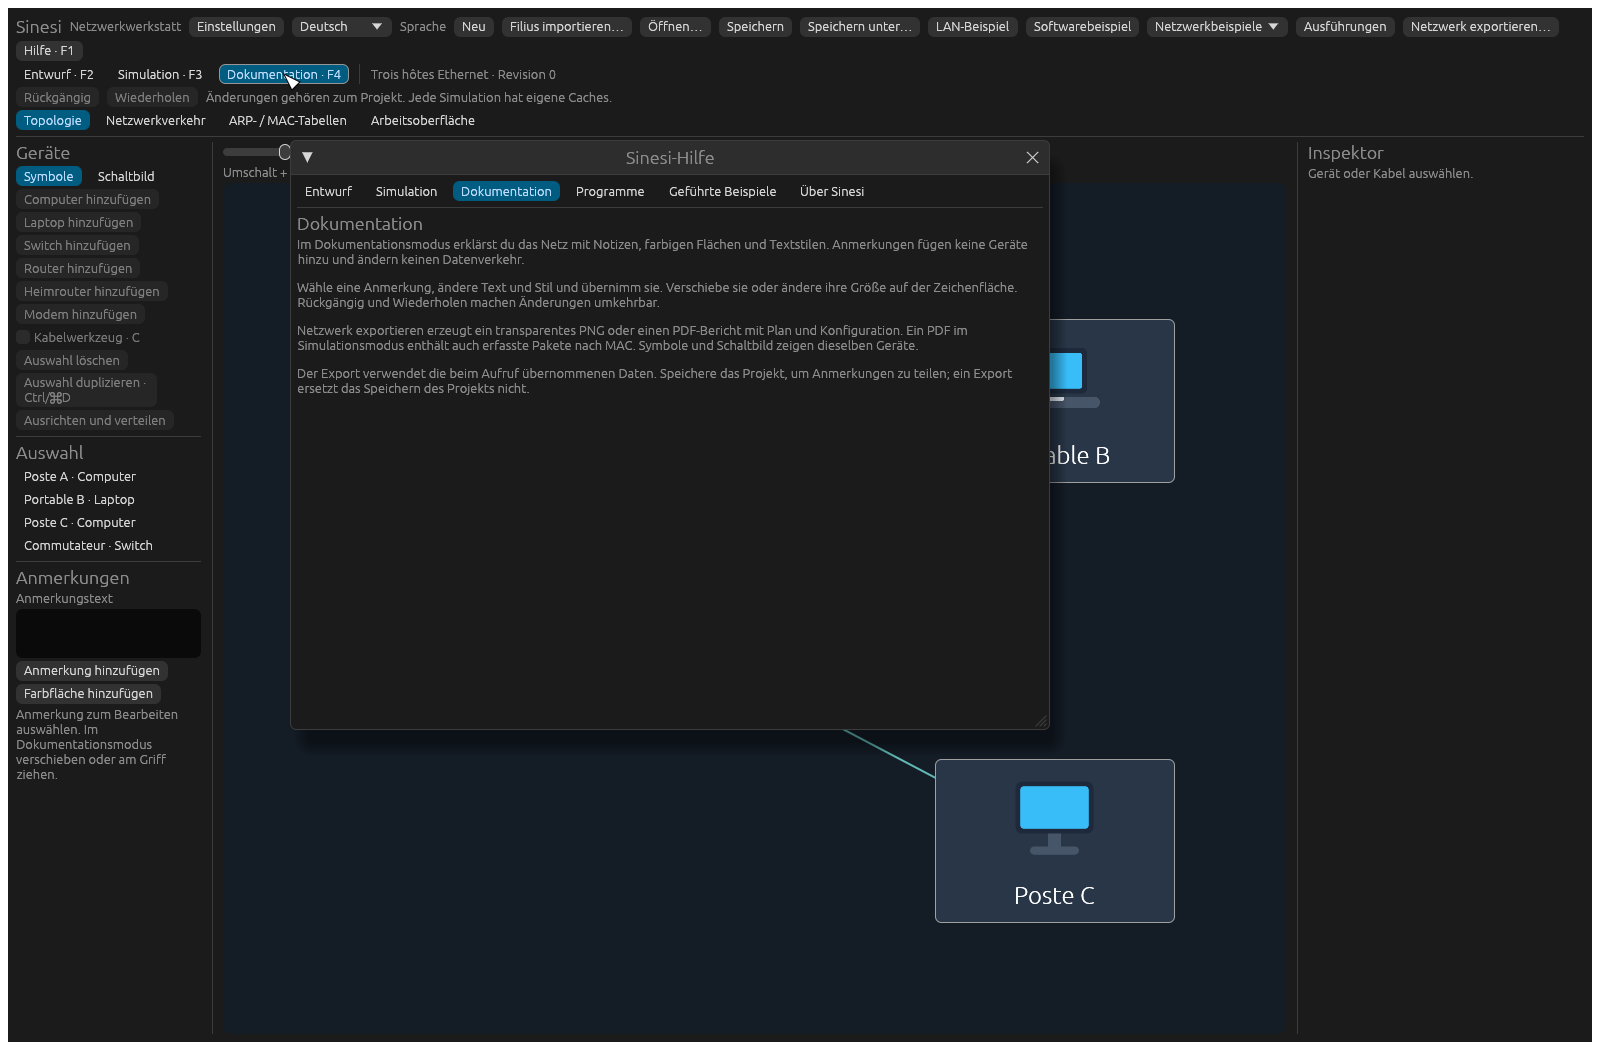 Sinesi Netzwerkwerkstatt Einstellungen Deutsch Sprache Neu Filius importieren... Öffnen... Speichern Speichern unter... LAN-Beispiel Softwarebeispiel Netzwerkbeispiele Ausführungen Netzwerk exportieren...
Hilfe · F1
Entwurf · F2 Simulation · F3 Dokumentation · F4 Trois hôtes Ethernet · Revision 0
Rückgängig Wiederholen Änderungen gehören zum Projekt. Jede Simulation hat eigene Caches.
Topologie Netzwerkverkehr ARP- / MAC-Tabellen Arbeitsoberfläche
Geräte
Symbole Schaltbild
Computer hinzufügen
Laptop hinzufügen
Switch hinzufügen
Router hinzufügen
Heimrouter hinzufügen
Modem hinzufügen
Kabelwerkzeug · C
Auswahl löschen
Auswahl duplizieren ·
Ctrl/⌘D
Ausrichten und verteilen
Auswahl
Poste A · Computer
Portable B · Laptop
Poste C · Computer
Commutateur · Switch
Anmerkungen
Anmerkungstext
Anmerkung hinzufügen
Farbfläche hinzufügen
Anmerkung zum Bearbeiten
auswählen. Im
Dokumentationsmodus
verschieben oder am Griff
ziehen.
Umschalt +
Sinesi-Hilfe
Entwurf Simulation Dokumentation Programme Geführte Beispiele Über Sinesi
Dokumentation
Im Dokumentationsmodus erklärst du das Netz mit Notizen, farbigen Flächen und Textstilen. Anmerkungen fügen keine Geräte
hinzu und ändern keinen Datenverkehr.
Wähle eine Anmerkung, ändere Text und Stil und übernimm sie. Verschiebe sie oder ändere ihre Größe auf der Zeichenfläche.
Rückgängig und Wiederholen machen Änderungen umkehrbar.
Netzwerk exportieren erzeugt ein transparentes PNG oder einen PDF-Bericht mit Plan und Konfiguration. Ein PDF im
Simulationsmodus enthält auch erfasste Pakete nach MAC. Symbole und Schaltbild zeigen dieselben Geräte.
Der Export verwendet die beim Aufruf übernommenen Daten. Speichere das Projekt, um Anmerkungen zu teilen; ein Export
ersetzt das Speichern des Projekts nicht.
able B
Poste C
Inspektor
Gerät oder Kabel auswählen.